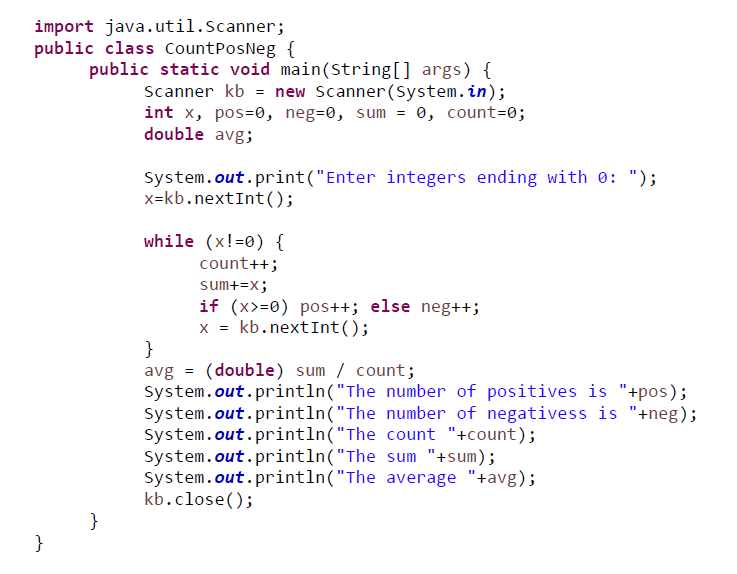 import java.util.Scanner;
public class CountPosNeg {
public static void main(String[] args) {
Scanner kb = new Scanner(System.in);
int x, pos=0, neg=0, sum = 0, count=0;
double avg;
System.out.print("Enter integers ending with 0: ");
x=kb.nextInt();
while (x!=0) {
count++;
sum+=x;
if (x>=0) pos++; else neg++;
x = kb.nextInt();
}
avg = (double) sum / count;
System.out.println("The number of positives is "+pos);
System.out.println("The number of negativess is "+neg);
System.out.println("The count "+count);
System.out.println("The sum "+sum);
System.out.println("The average "+avg);
kb.close();
}
}